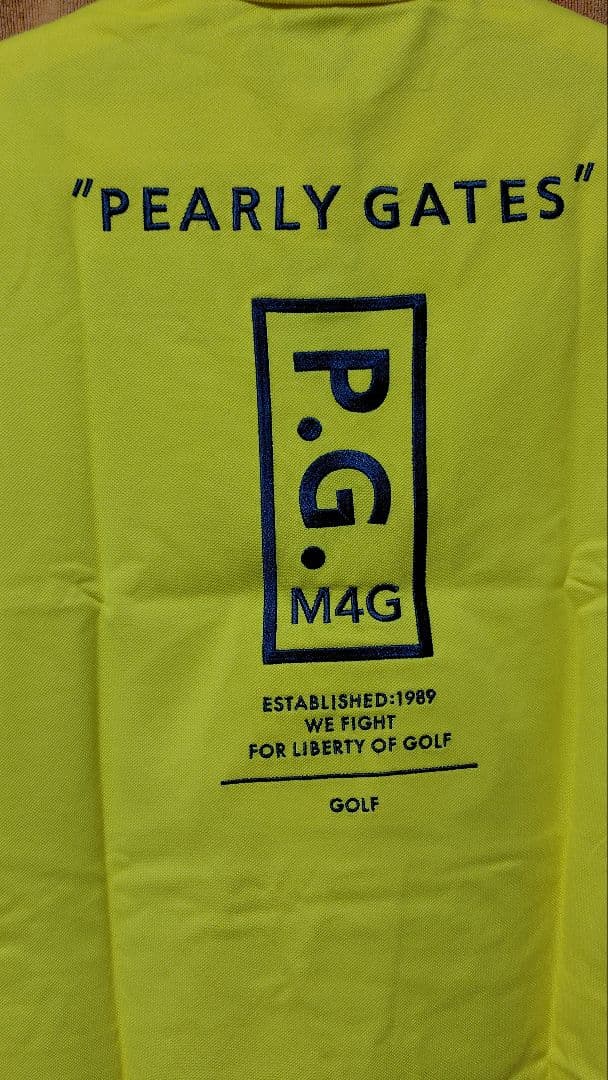 "PEARLY GATES"
P.G.
M4G
ESTABLISHED:1989
WE FIGHT
FOR LIBERTY OF GOLF
GOLF